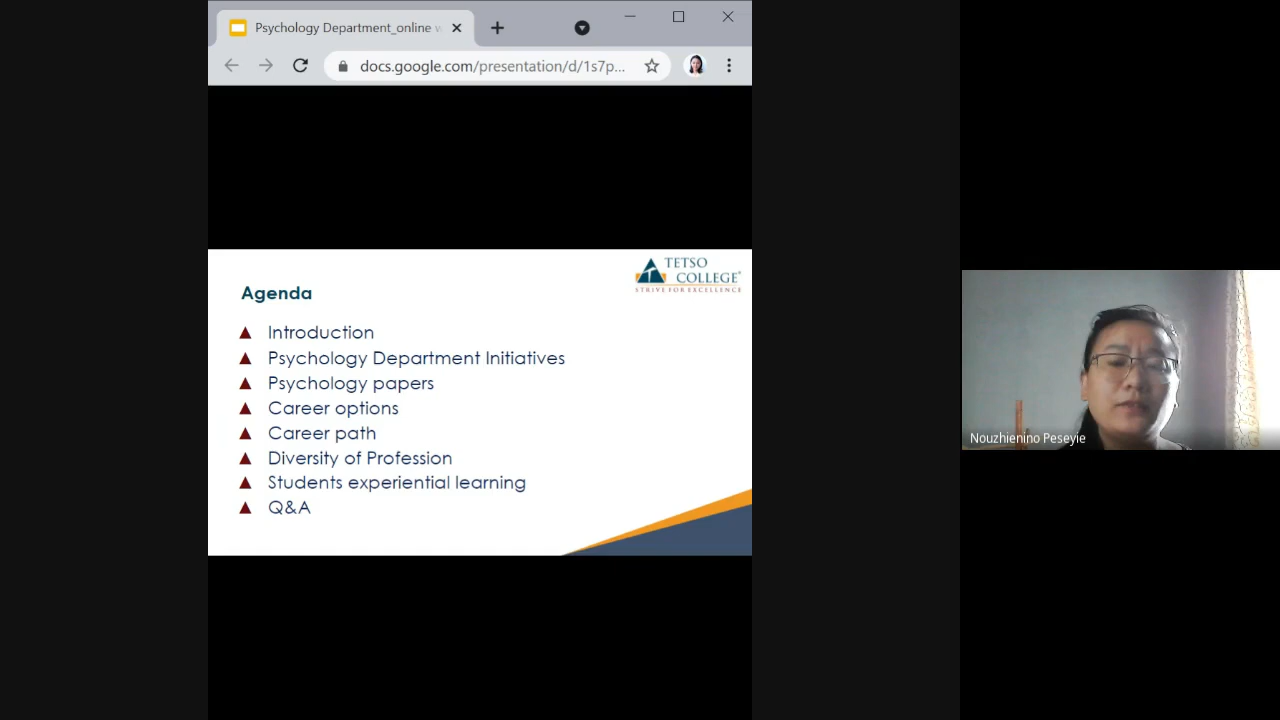 Psychology Department_online
docs.google.com/presentation/d/1s7p...
TETSO
COLLEGE
STRIVE FOR EXCELLENCE
Agenda
Introduction
Psychology Department Initiatives
Psychology papers
Career options
Career path
Diversity of Profession
Students experiential learning
Q&A
Nouzhienino Peseyie